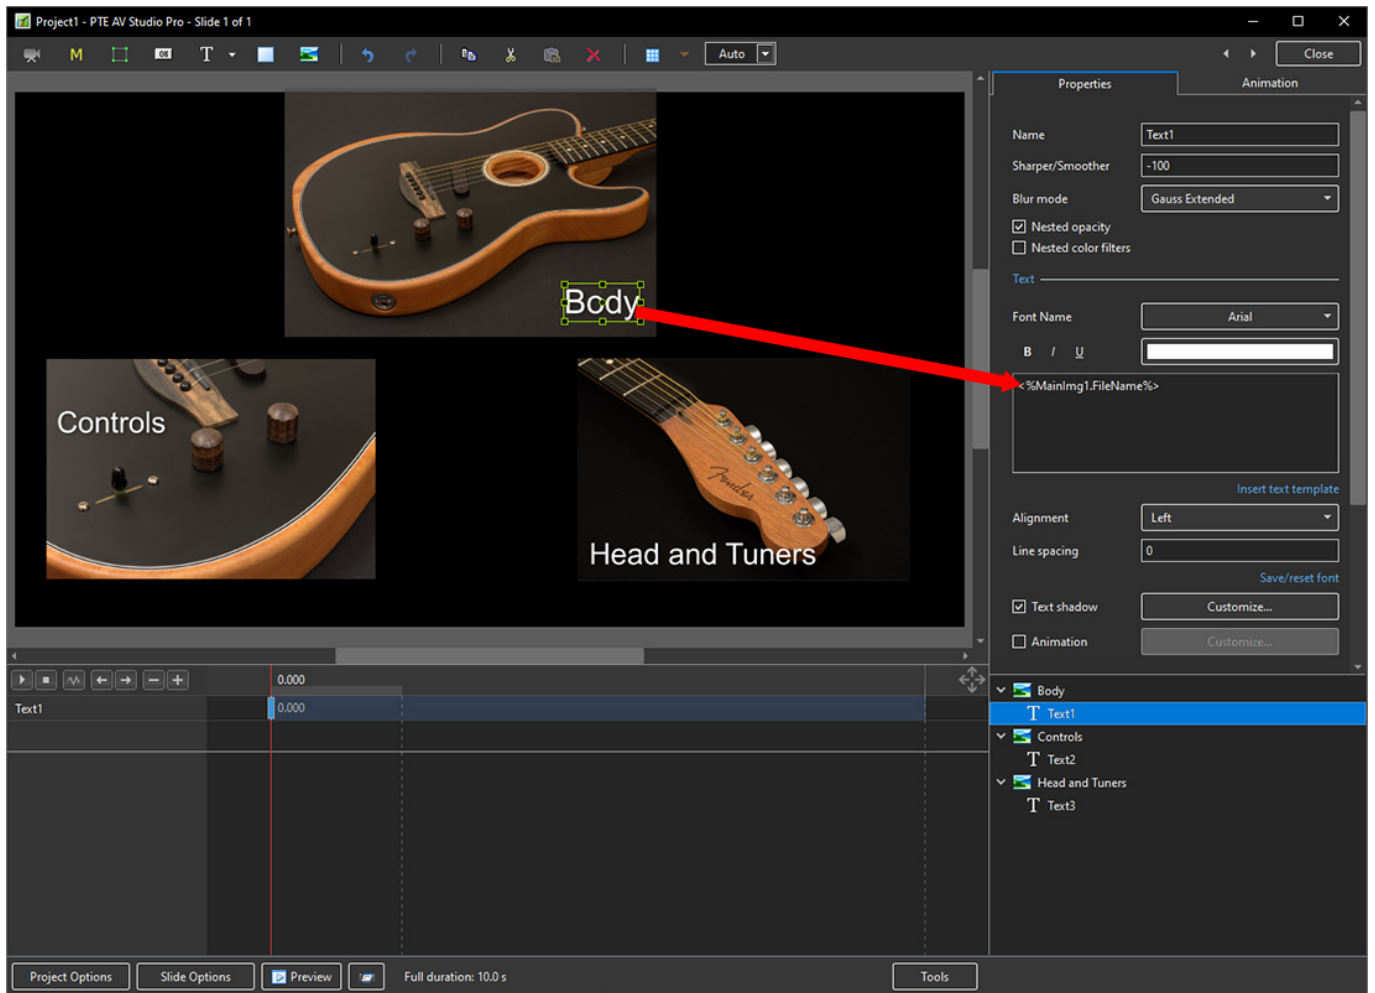 Project1 - PTE AV Studio Pro - Slide 1 of 1
M
OK
T
Auto
Close
Properties
Animation
Name
Text1
Sharper/Smoother
-100
Blur mode
Gauss Extended
Nested opacity
Nested color filters
Text
Font Name
Arial
B I U
<%MainImg1.FileName%>
Insert text template
Alignment
Left
Line spacing
0
Save/reset font
Text shadow
Customize...
Animation
Customize...
Body
Controls
Fender
Head and Tuners
0.000
Text1
0.000
Body
T Text1
Controls
T Text2
Head and Tuners
T Text3
Project Options
Slide Options
Preview
Full duration: 10.0 s
Tools